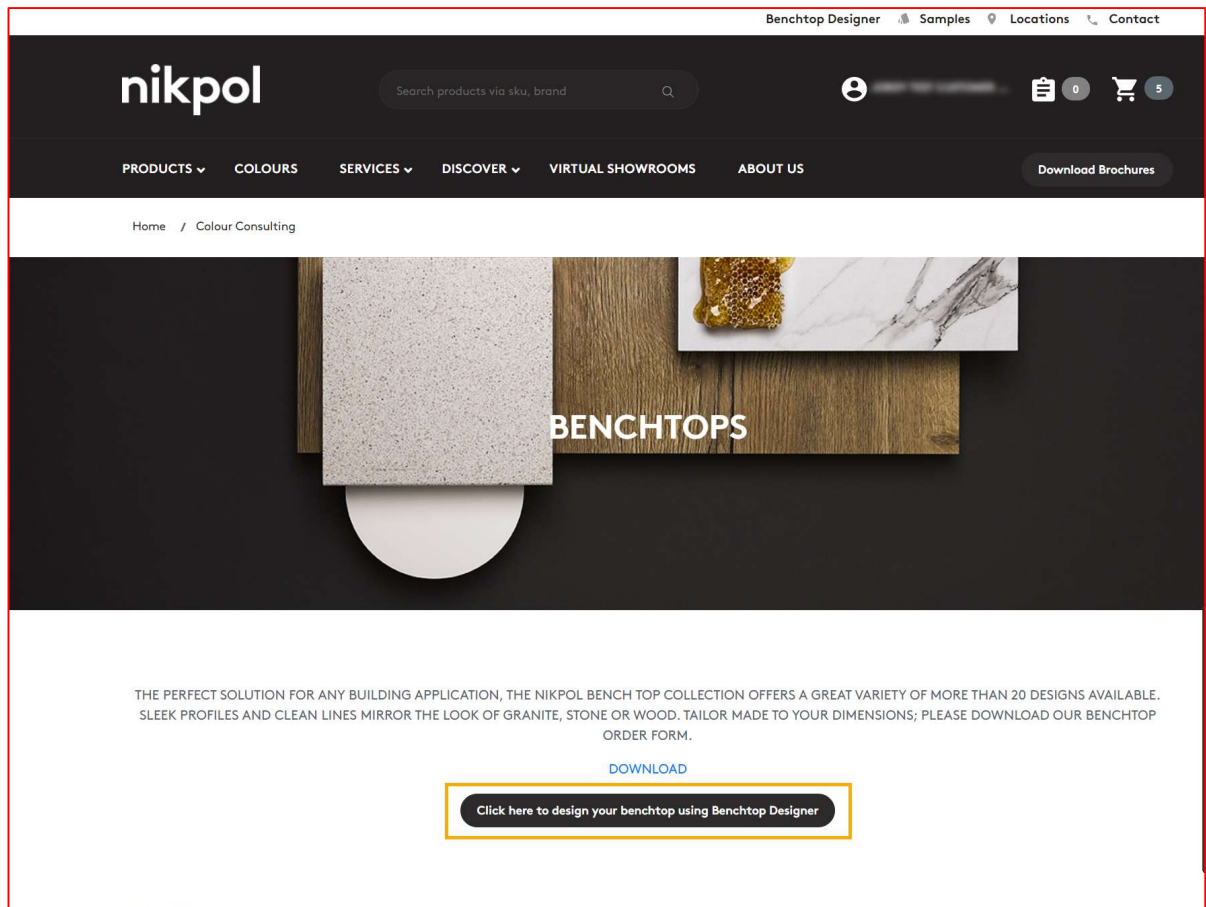 Benchtop Designer Samples Locations Contact
nikpol
Search products via sku, brand
0
5
PRODUCTS COLOURS SERVICES DISCOVER VIRTUAL SHOWROOMS ABOUT US
Download Brochures
Home / Colour Consulting
BENCHTOPS
THE PERFECT SOLUTION FOR ANY BUILDING APPLICATION, THE NIKPOL BENCH TOP COLLECTION OFFERS A GREAT VARIETY OF MORE THAN 20 DESIGNS AVAILABLE.
SLEEK PROFILES AND CLEAN LINES MIRROR THE LOOK OF GRANITE, STONE OR WOOD. TAILOR MADE TO YOUR DIMENSIONS; PLEASE DOWNLOAD OUR BENCHTOP
ORDER FORM.
DOWNLOAD
Click here to design your benchtop using Benchtop Designer